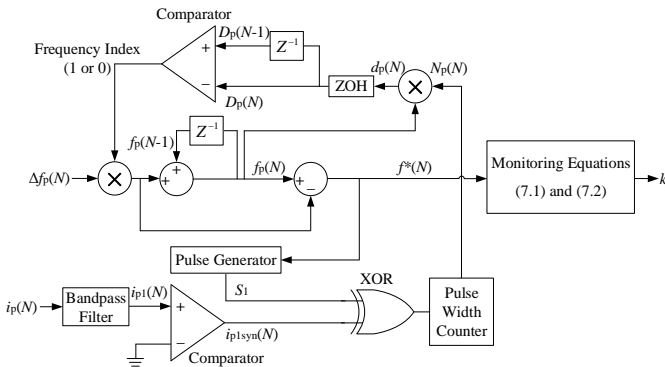 Comparator
Frequency Index
(1 or 0)
+
−
Dp(N-1)
Z⁻¹
Dp(N)
ZOH
dp(N)
Np(N)
×
Z⁻¹
fp(N-1)
Δfp(N)
×
+
+
fp(N)
+
−
f*(N)
Monitoring Equations
(7.1) and (7.2)
k
Pulse Generator
S1
XOR
ip(N)
Bandpass
Filter
ip1(N)
+
−
ip1syn(N)
Comparator
Pulse
Width
Counter